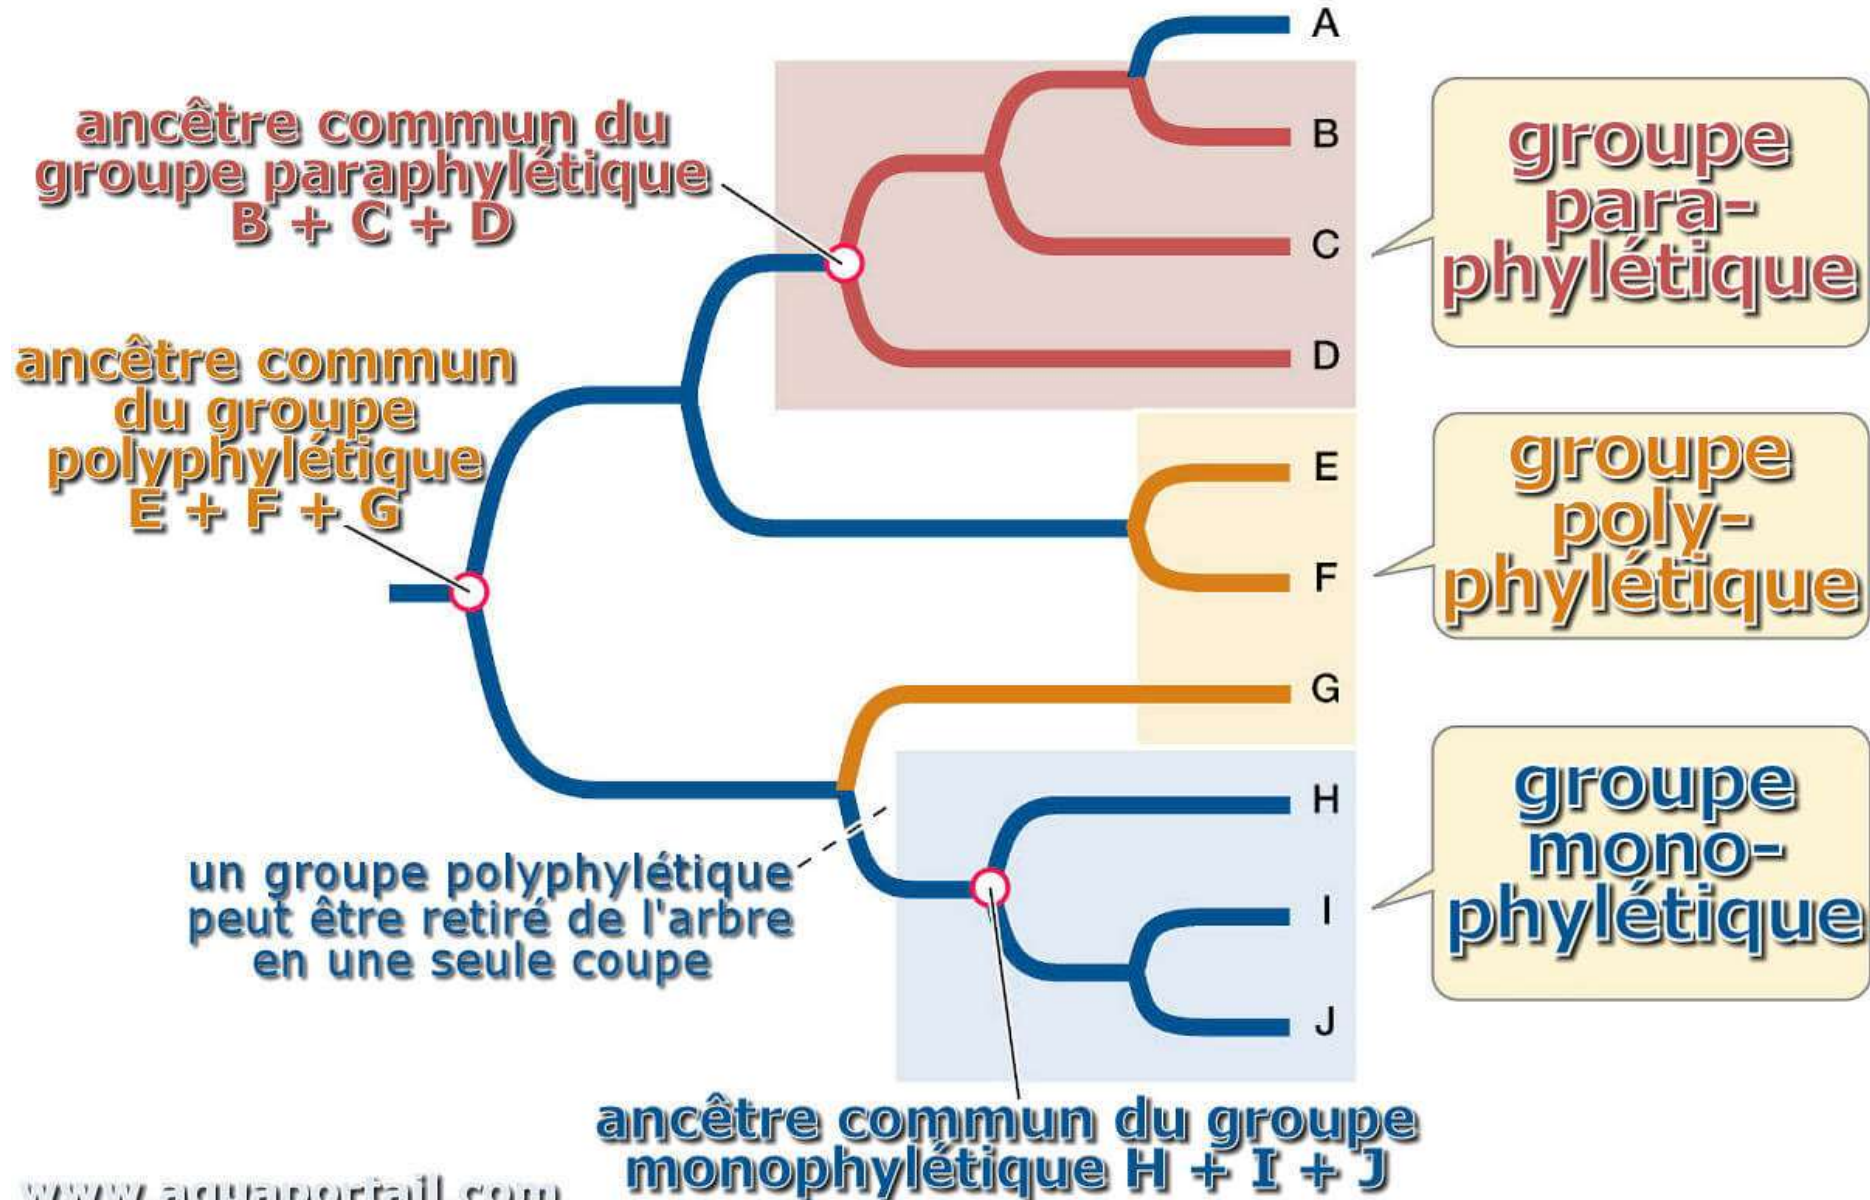 A
ancêtre commun du
groupe paraphylétique
B + C + D
B
groupe
para-
phylétique
C
D
ancêtre commun
du groupe
polyphylétique
E + F + G
E
groupe
poly-
phylétique
F
G
H
groupe
mono-
phylétique
un groupe polyphylétique
peut être retiré de l'arbre
en une seule coupe
I
J
ancêtre commun du groupe
monophylétique H + I + J
www.aquaportail.com